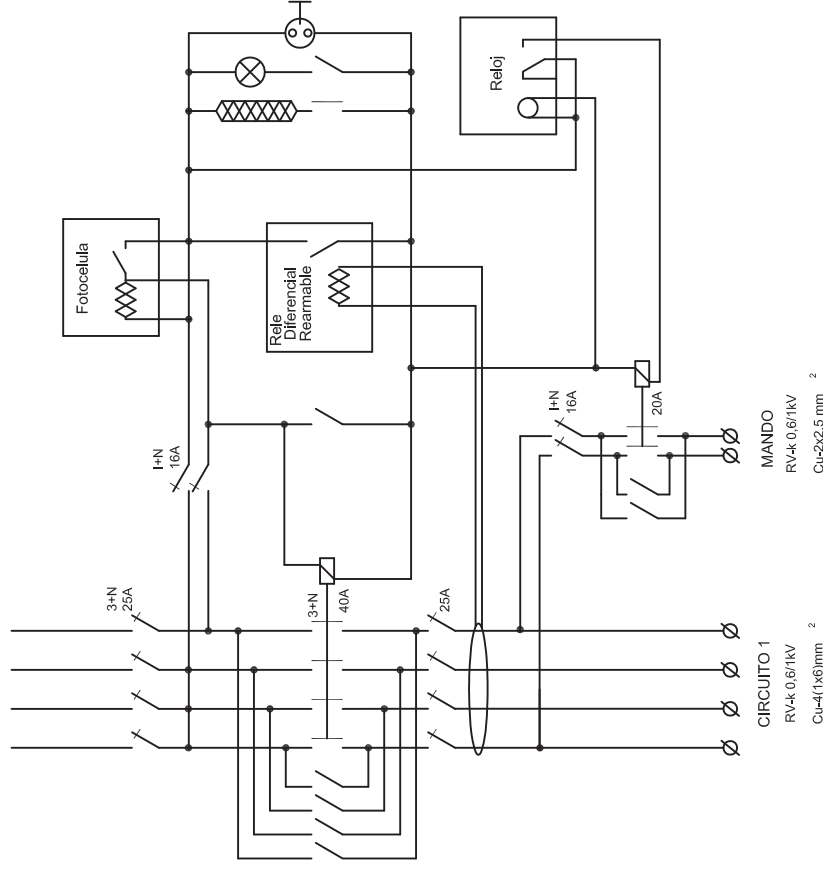 Reloj
Fotocelula
Rele
Diferencial
Rearmable
I+N
16A
I+N
16A
20A
MANDO
RV-k 0,6/1kV
Cu-2x2,5 mm 2
3+N
25A
3+N
40A
25A
CIRCUITO 1
RV-k 0,6/1kV
Cu-4(1x6)mm 2